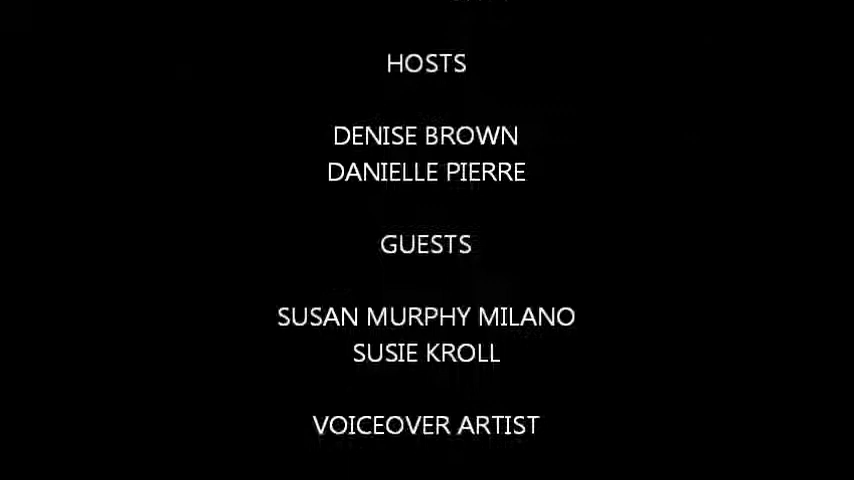 HOSTS
DENISE BROWN
DANIELLE PIERRE
GUESTS
SUSAN MURPHY MILANO
SUSIE KROLL
VOICEOVER ARTIST